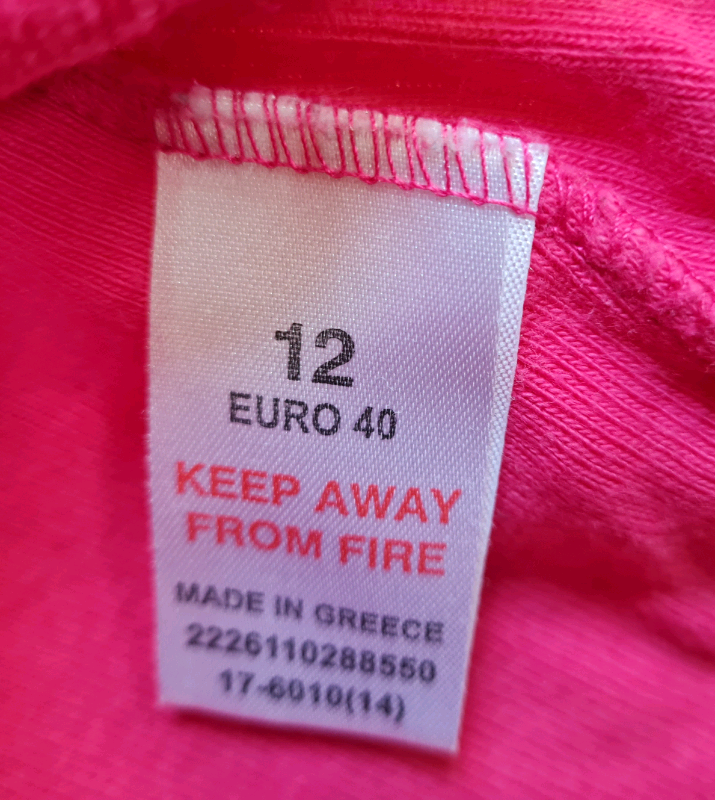 12
EURO 40
KEEP AWAY
FROM FIRE
MADE IN GREECE
2226110288550
17-6010(14)